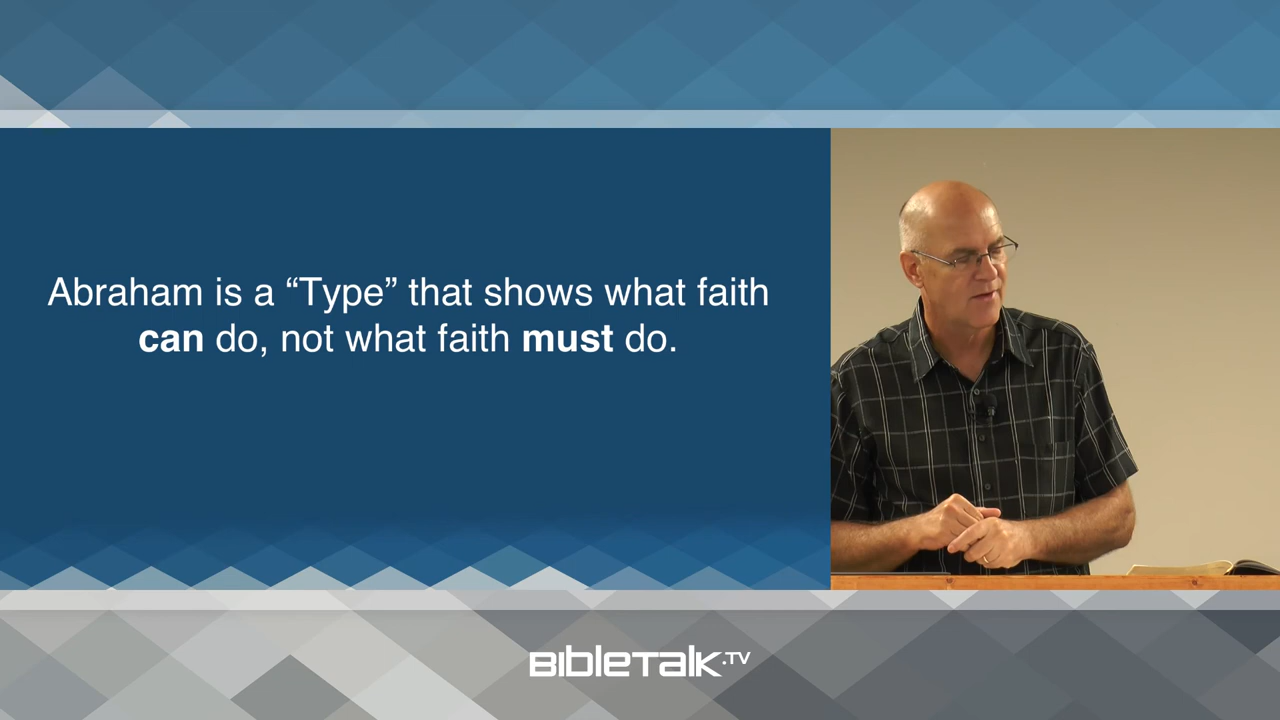 Abraham is a “Type” that shows what faith
can do, not what faith must do.
BIBLETALK.TV